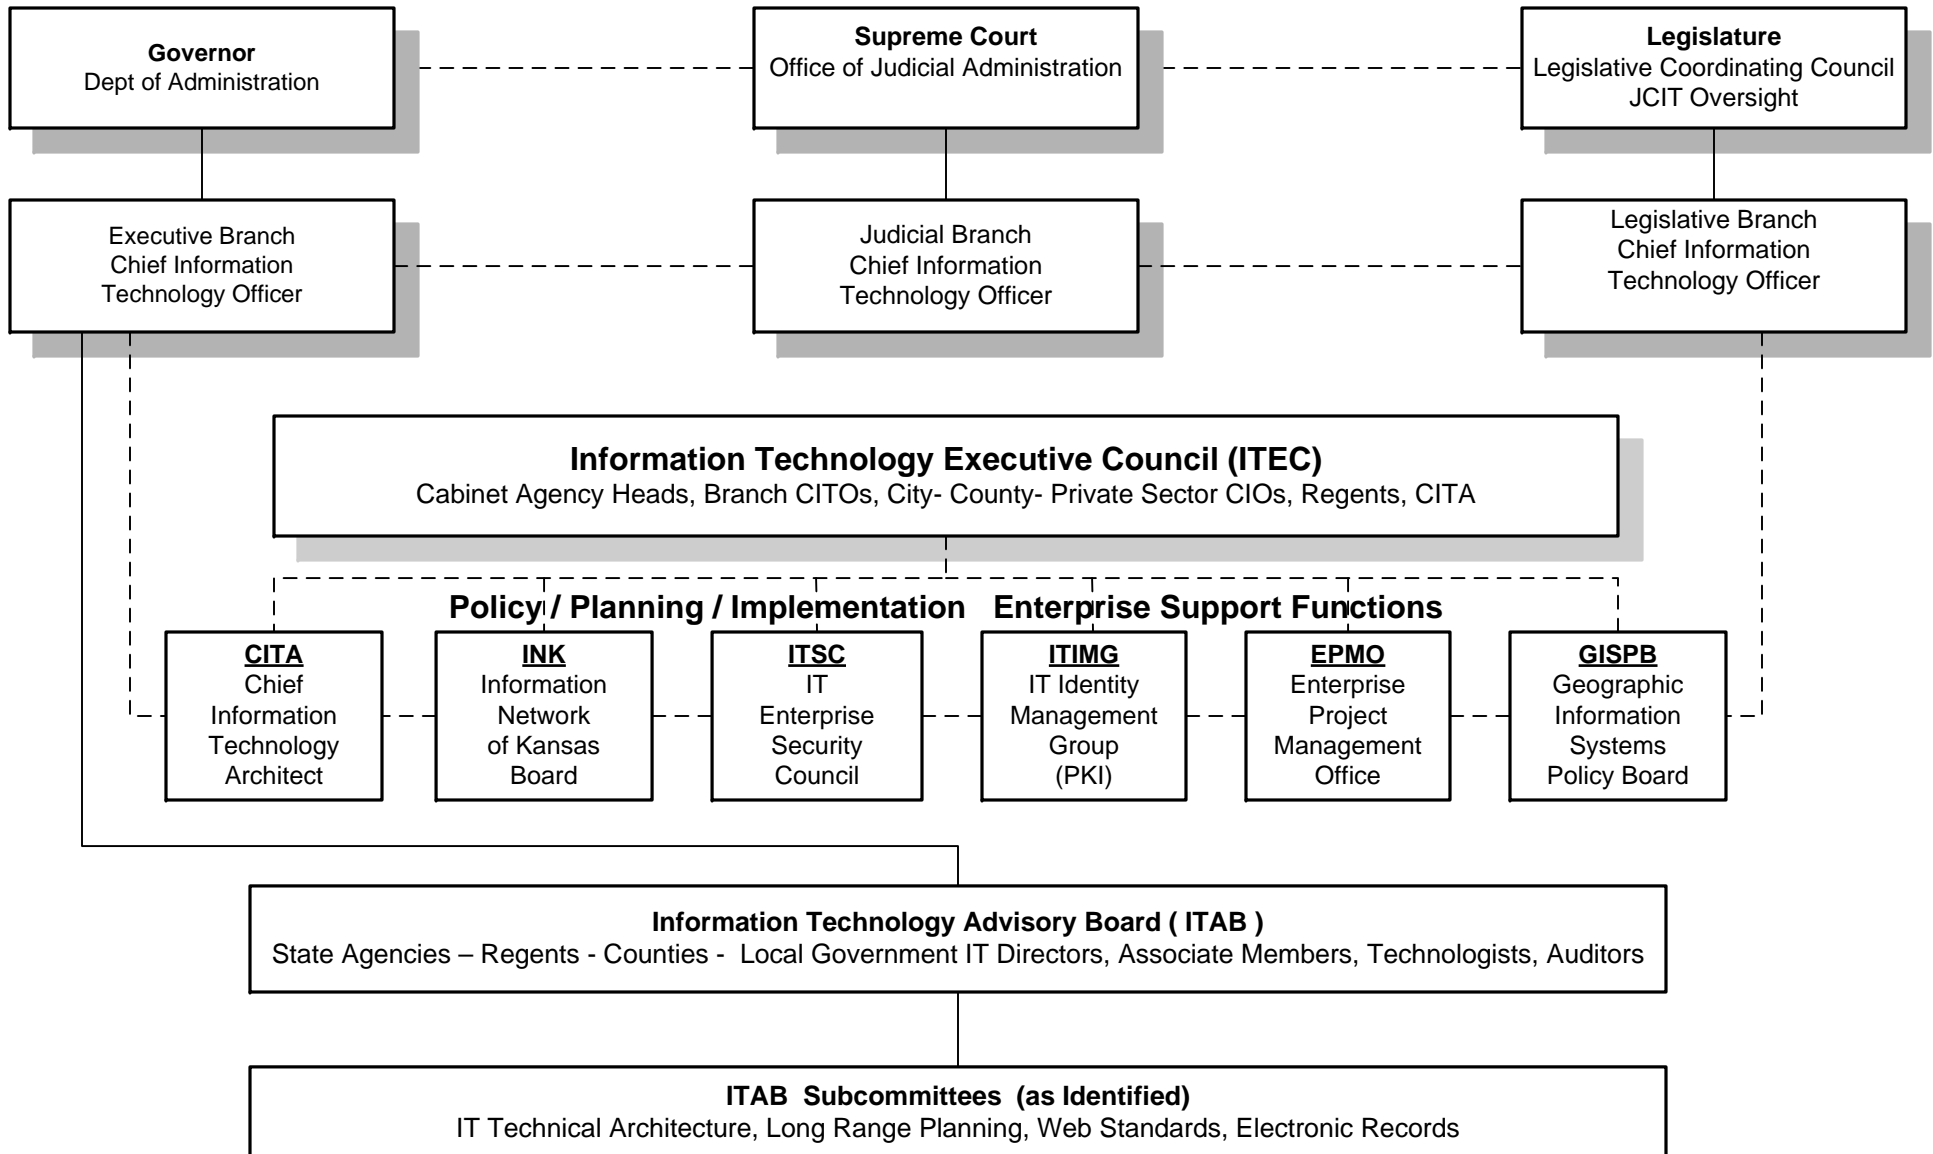 Governor
Dept of Administration
Supreme Court
Office of Judicial Administration
Legislature
Legislative Coordinating Council
JCIT Oversight
Executive Branch
Chief Information
Technology Officer
Judicial Branch
Chief Information
Technology Officer
Legislative Branch
Chief Information
Technology Officer
Information Technology Executive Council (ITEC)
Cabinet Agency Heads, Branch CITOs, City- County- Private Sector CIOs, Regents, CITA
Policy / Planning / Implementation   Enterprise Support Functions
CITA
Chief
Information
Technology
Architect
INK
Information
Network
of Kansas
Board
ITSC
IT
Enterprise
Security
Council
ITIMG
IT Identity
Management
Group
(PKI)
EPMO
Enterprise
Project
Management
Office
GISPB
Geographic
Information
Systems
Policy Board
Information Technology Advisory Board ( ITAB )
State Agencies – Regents - Counties -  Local Government IT Directors, Associate Members, Technologists, Auditors
ITAB  Subcommittees  (as Identified)
IT Technical Architecture, Long Range Planning, Web Standards, Electronic Records